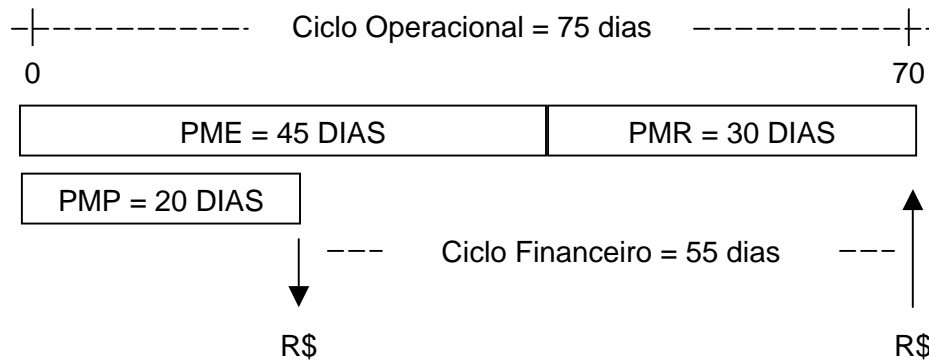 Ciclo Operacional = 75 dias
0 70
PME = 45 DIAS PMR = 30 DIAS
PMP = 20 DIAS
Ciclo Financeiro = 55 dias
R$ R$